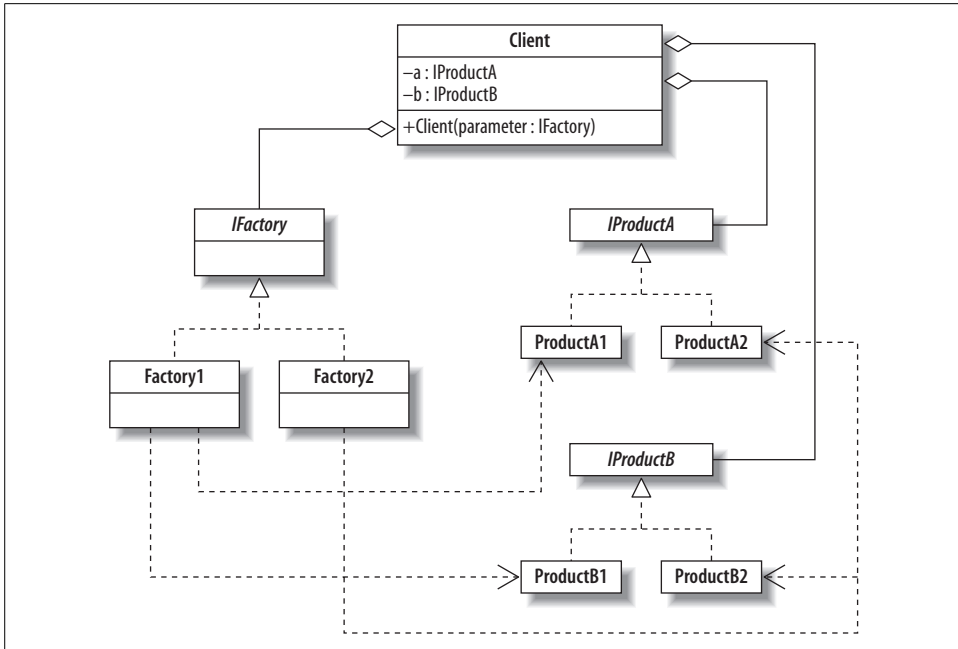 Client
–a : IProductA
–b : IProductB
+Client(parameter : IFactory)
IFactory
IProductA
ProductA1
ProductA2
Factory1
Factory2
IProductB
ProductB1
ProductB2